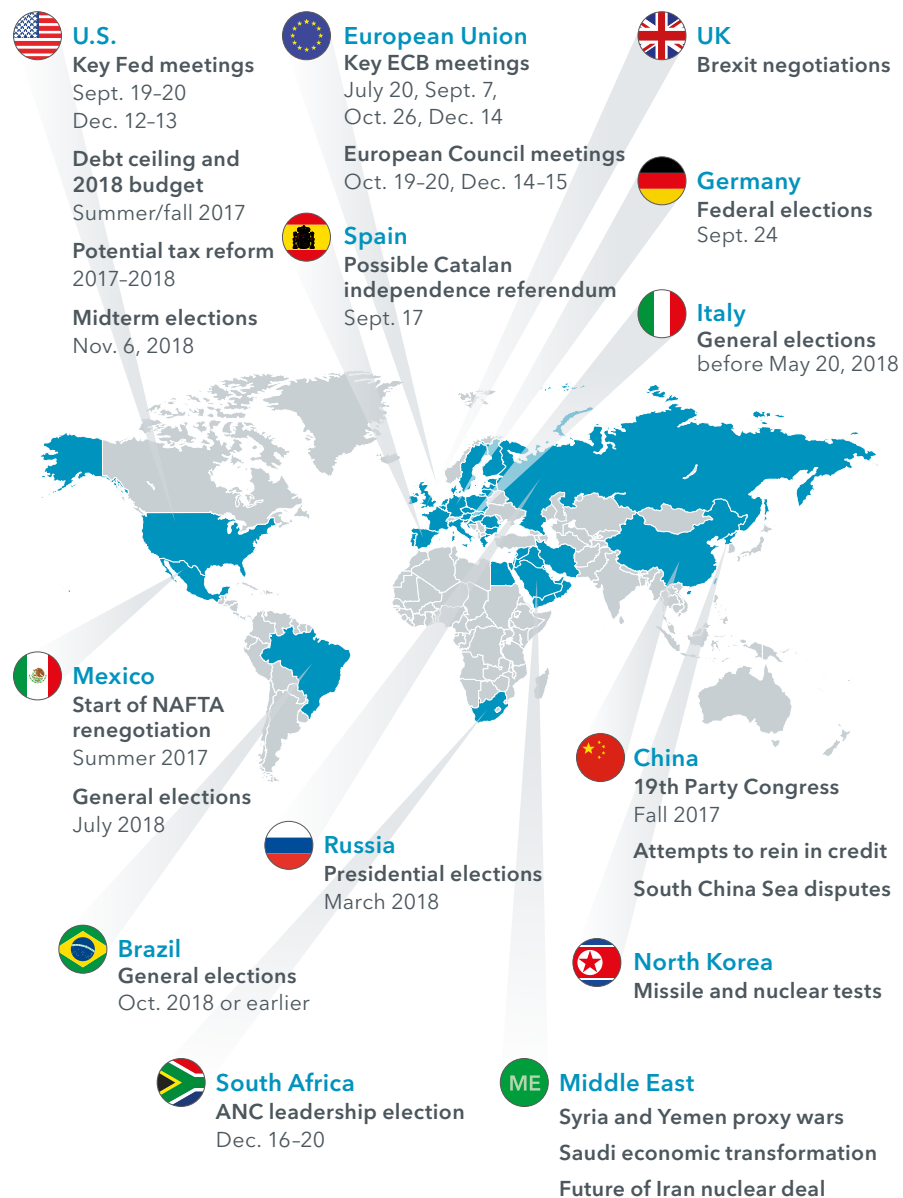 U.S.
Key Fed meetings
Sept. 19–20
Dec. 12–13
Debt ceiling and
2018 budget
Summer/fall 2017
Potential tax reform
2017–2018
Midterm elections
Nov. 6, 2018
European Union
Key ECB meetings
July 20, Sept. 7,
Oct. 26, Dec. 14
European Council meetings
Oct. 19–20, Dec. 14–15
Spain
Possible Catalan
independence referendum
Sept. 17
UK
Brexit negotiations
Germany
Federal elections
Sept. 24
Italy
General elections
before May 20, 2018
Mexico
Start of NAFTA
renegotiation
Summer 2017
General elections
July 2018
Russia
Presidential elections
March 2018
Brazil
General elections
Oct. 2018 or earlier
South Africa
ANC leadership election
Dec. 16–20
China
19th Party Congress
Fall 2017
Attempts to rein in credit
South China Sea disputes
North Korea
Missile and nuclear tests
ME
Middle East
Syria and Yemen proxy wars
Saudi economic transformation
Future of Iran nuclear deal